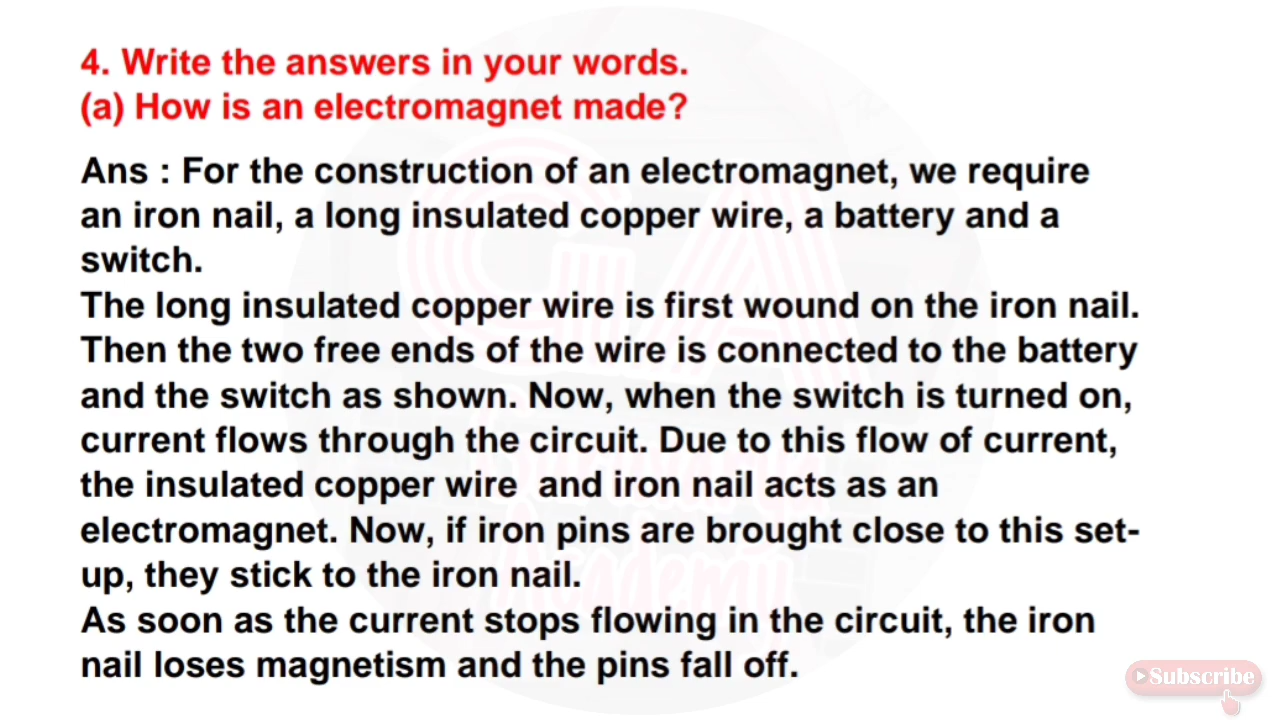 4. Write the answers in your words.
(a) How is an electromagnet made?
Ans : For the construction of an electromagnet, we require
an iron nail, a long insulated copper wire, a battery and a
switch.
The long insulated copper wire is first wound on the iron nail.
Then the two free ends of the wire is connected to the battery
and the switch as shown. Now, when the switch is turned on,
current flows through the circuit. Due to this flow of current,
the insulated copper wire  and iron nail acts as an
electromagnet. Now, if iron pins are brought close to this set-
up, they stick to the iron nail.
As soon as the current stops flowing in the circuit, the iron
nail loses magnetism and the pins fall off.
Subscribe